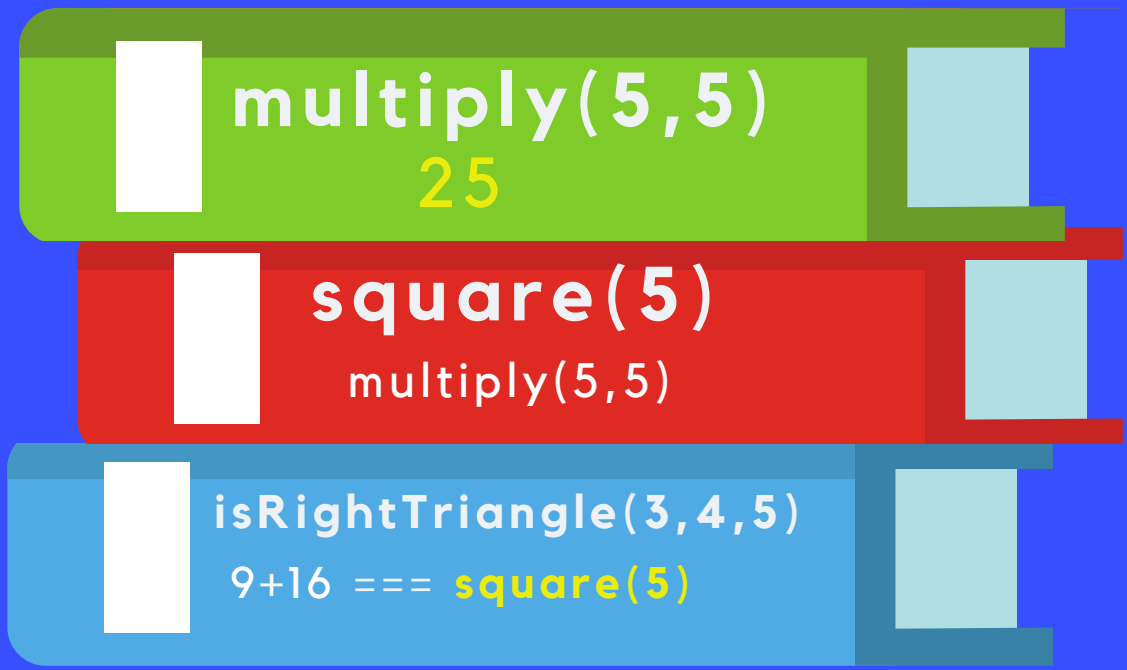 multiply(5,5)
25
square(5)
multiply(5,5)
isRightTriangle(3,4,5)
9+16 === square(5)